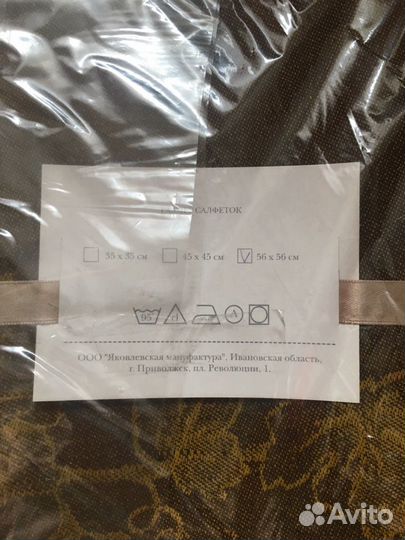 САЛФЕТОК
35 x 35 см 45 x 45 см 56 x 56 см
95 A
ООО "Яковлевская мануфактура", Ивановская область,
г. Приволжск, пл. Революции, 1.
Avito